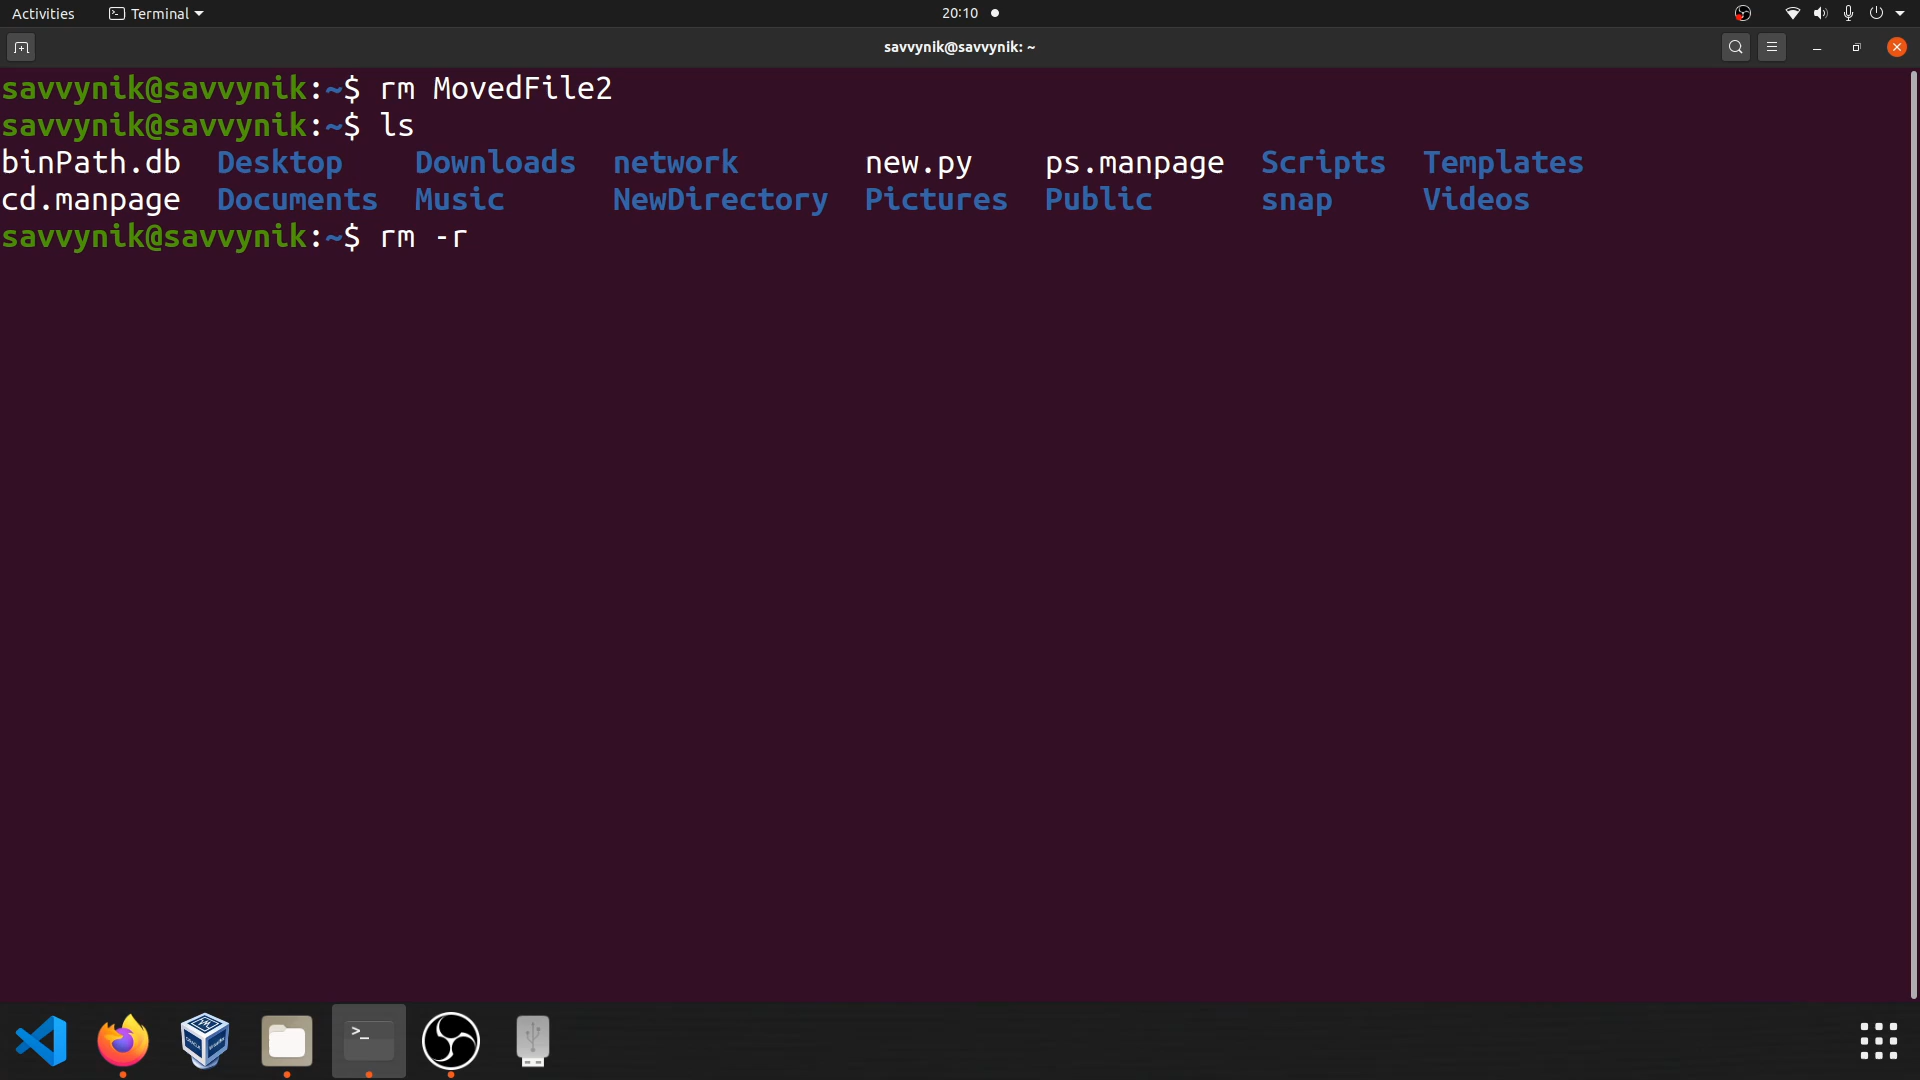 Activities Terminal 20:10
savvynik@savvynik: ~
savvynik@savvynik:~$ rm MovedFile2
savvynik@savvynik:~$ ls
binPath.db Desktop Downloads network new.py ps.manpage Scripts Templates
cd.manpage Documents Music NewDirectory Pictures Public snap Videos
savvynik@savvynik:~$ rm -r
>_